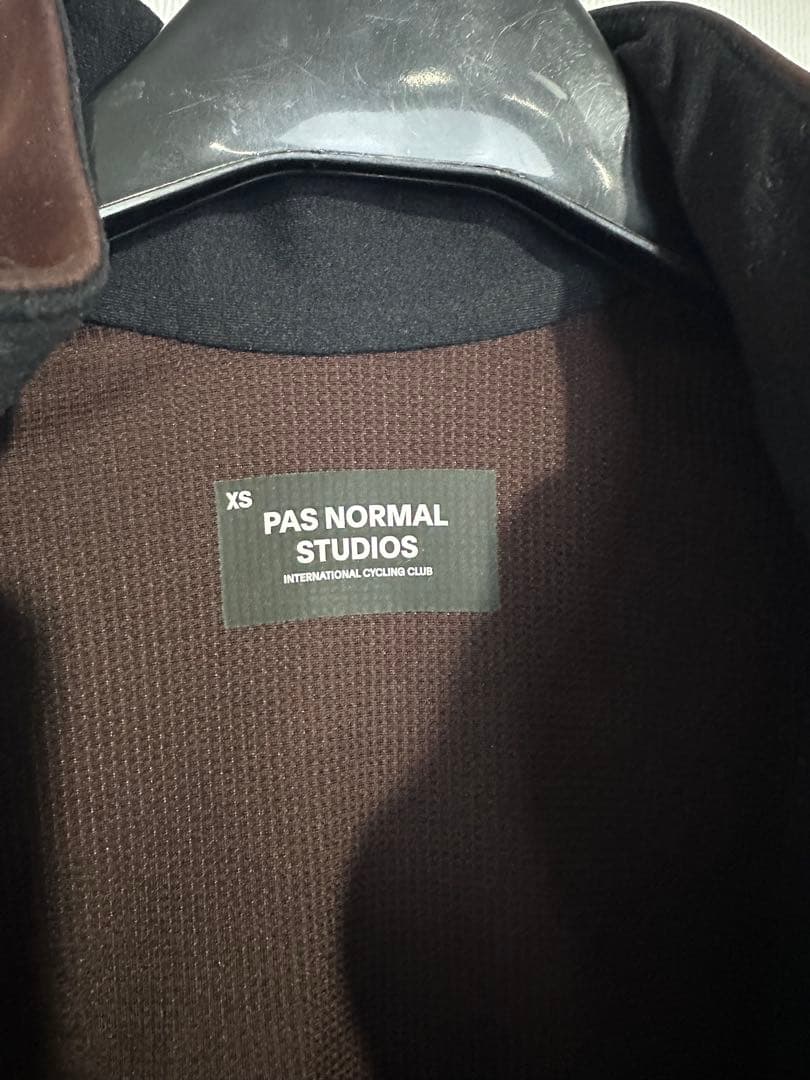 XS
PAS NORMAL
STUDIOS
INTERNATIONAL CYCLING CLUB